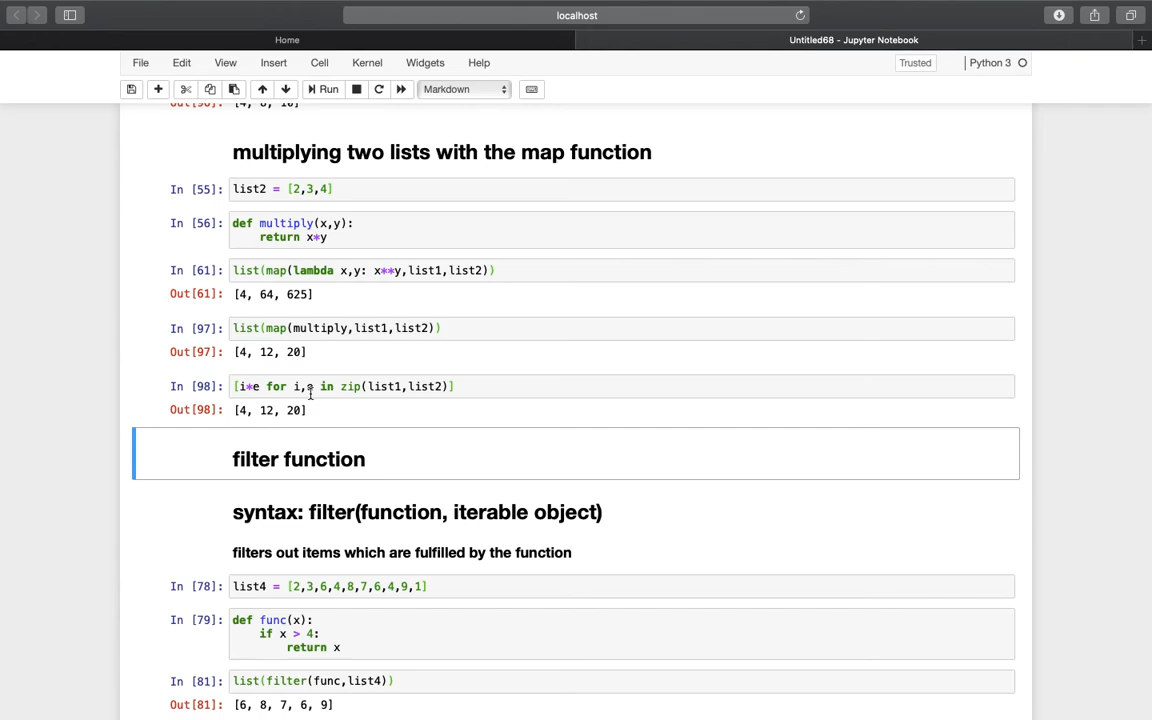 localhost
Home
Untitled68 - Jupyter Notebook
File Edit View Insert Cell Kernel Widgets Help
Trusted
Python 3
Run
Markdown
multiplying two lists with the map function
In [55]: list2 = [2,3,4]
In [56]: def multiply(x,y):
return x*y
In [61]: list(map(lambda x,y: x**y,list1,list2))
Out[61]: [4, 64, 625]
In [97]: list(map(multiply,list1,list2))
Out[97]: [4, 12, 20]
In [98]: [i*e for i,e in zip(list1,list2)]
Out[98]: [4, 12, 20]
filter function
syntax: filter(function, iterable object)
filters out items which are fulfilled by the function
In [78]: list4 = [2,3,6,4,8,7,6,4,9,1]
In [79]: def func(x):
if x > 4:
return x
In [81]: list(filter(func,list4))
Out[81]: [6, 8, 7, 6, 9]